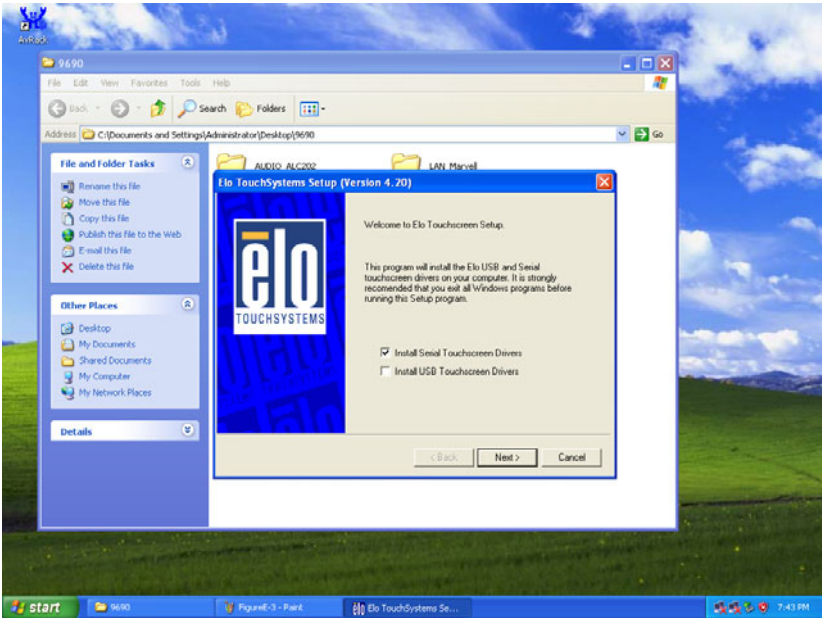 AvRack
9690
File Edit View Favorites Tools Help
Back Search Folders
Address C:\Documents and Settings\Administrator\Desktop\9690 Go
File and Folder Tasks
Rename this file
Move this file
Copy this file
Publish this file to the Web
E-mail this file
Delete this file
Other Places
Desktop
My Documents
Shared Documents
My Computer
My Network Places
Details
AUDIO_ALC202 LAN_Marvell
Elo TouchSystems Setup (Version 4.20)
elo
TOUCHSYSTEMS
Welcome to Elo Touchscreen Setup.
This program will install the Elo USB and Serial
touchscreen drivers on your computer. It is strongly
recomended that you exit all Windows programs before
running this Setup program.
Install Serial Touchscreen Drivers
Install USB Touchscreen Drivers
< Back Next > Cancel
start 9690 FigureE-3 - Paint elo Elo TouchSystems Se... 7:43 PM